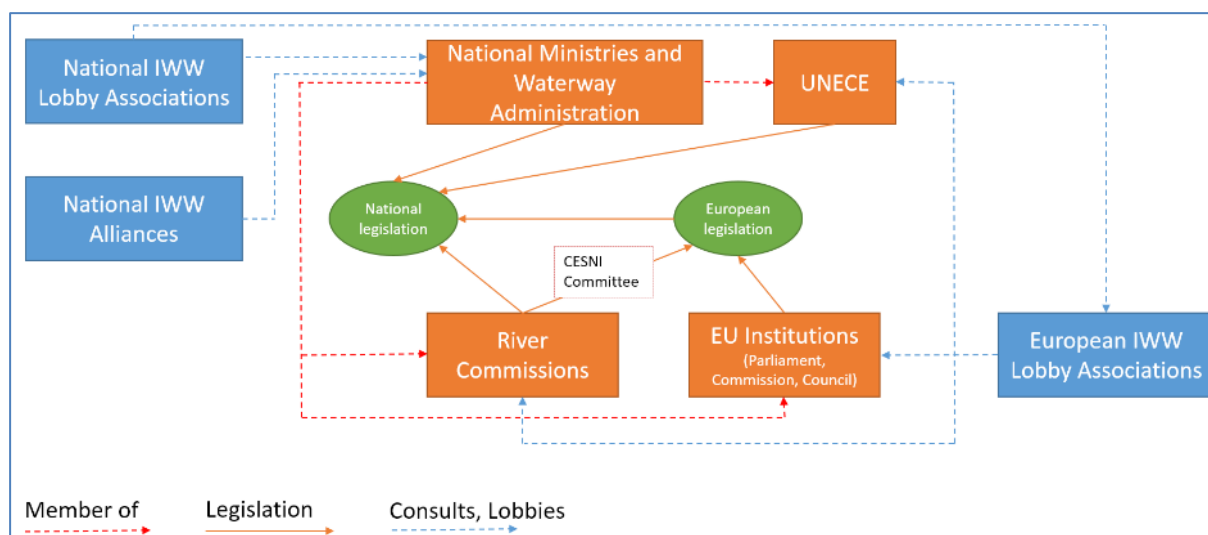 National IWW
Lobby Associations
National Ministries and
Waterway
Administration
UNECE
National IWW
Alliances
National
legislation
European
legislation
CESNI
Committee
River
Commissions
EU Institutions
(Parliament,
Commission, Council)
European IWW
Lobby Associations
Member of
Legislation
Consults, Lobbies